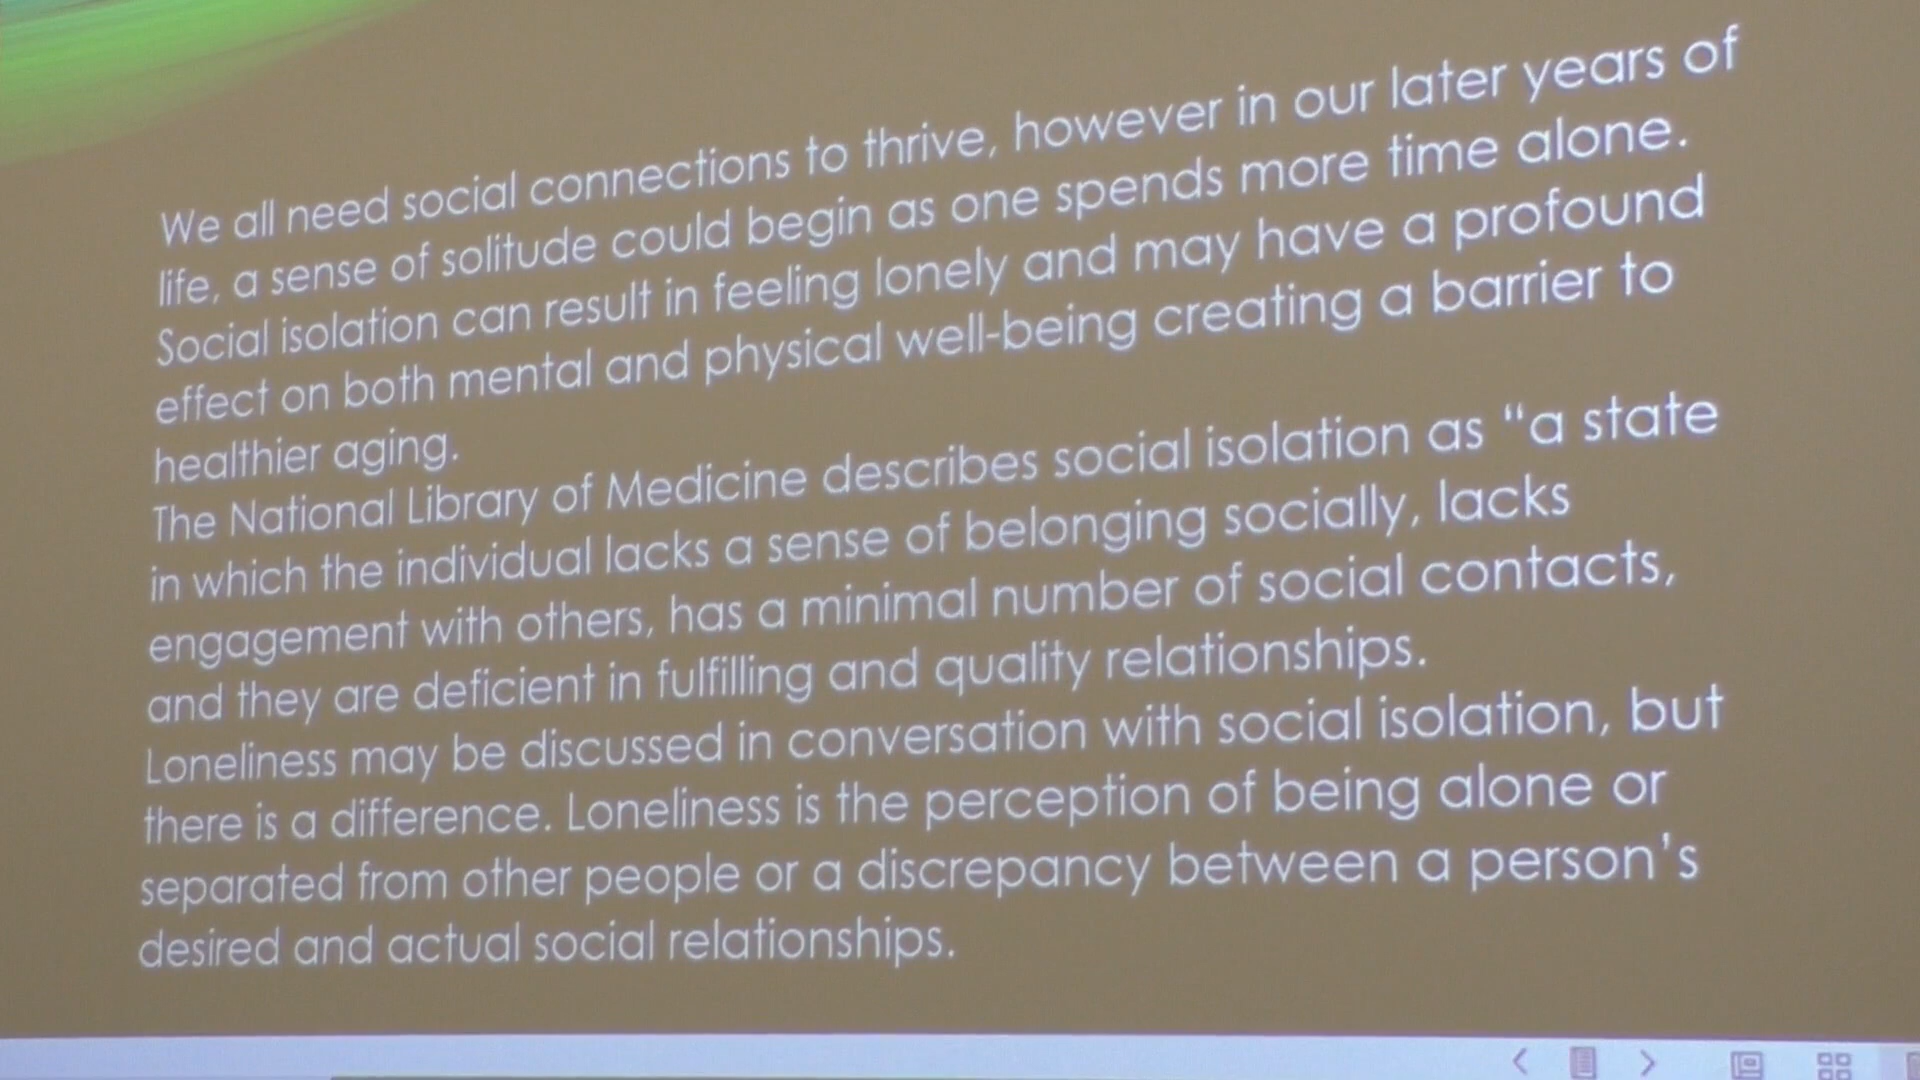 We all need social connections to thrive, however in our later years of
life, a sense of solitude could begin as one spends more time alone.
Social isolation can result in feeling lonely and may have a profound
effect on both mental and physical well-being creating a barrier to
healthier aging.
The National Library of Medicine describes social isolation as “a state
in which the individual lacks a sense of belonging socially, lacks
engagement with others, has a minimal number of social contacts,
and they are deficient in fulfilling and quality relationships.
Loneliness may be discussed in conversation with social isolation, but
there is a difference. Loneliness is the perception of being alone or
separated from other people or a discrepancy between a person’s
desired and actual social relationships.